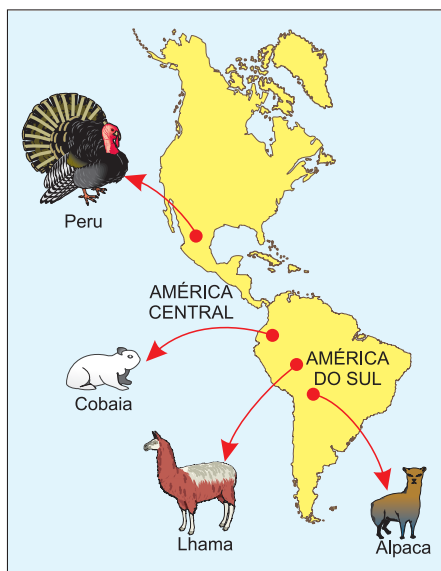 Peru
AMÉRICA
CENTRAL
AMÉRICA
DO SUL
Cobaia
Lhama
Alpaca